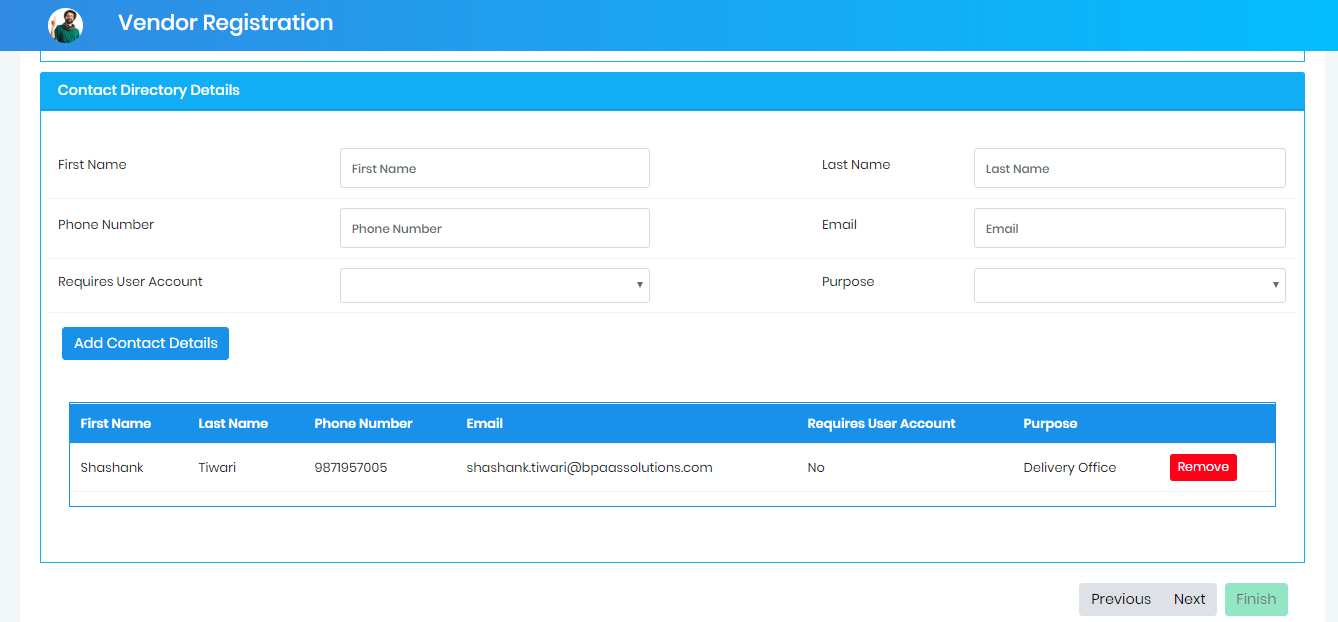 Vendor Registration
Contact Directory Details
First Name First Name Last Name Last Name
Phone Number Phone Number Email Email
Requires User Account Purpose
Add Contact Details
First Name Last Name Phone Number Email Requires User Account Purpose
Shashank Tiwari 9871957005 shashank.tiwari@bpaassolutions.com No Delivery Office Remove
Previous Next Finish